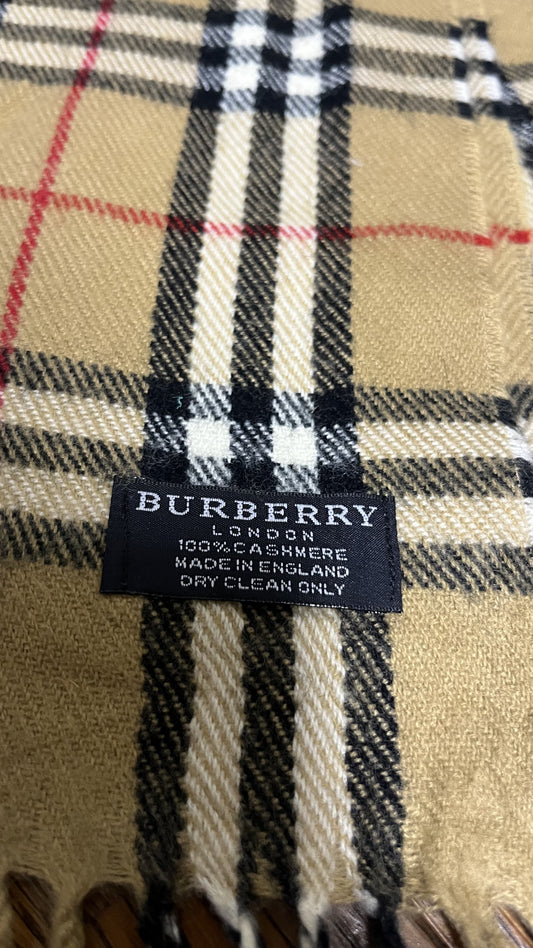 BURBERRY
LONDON
100% CASHMERE
MADE IN ENGLAND
DRY CLEAN ONLY